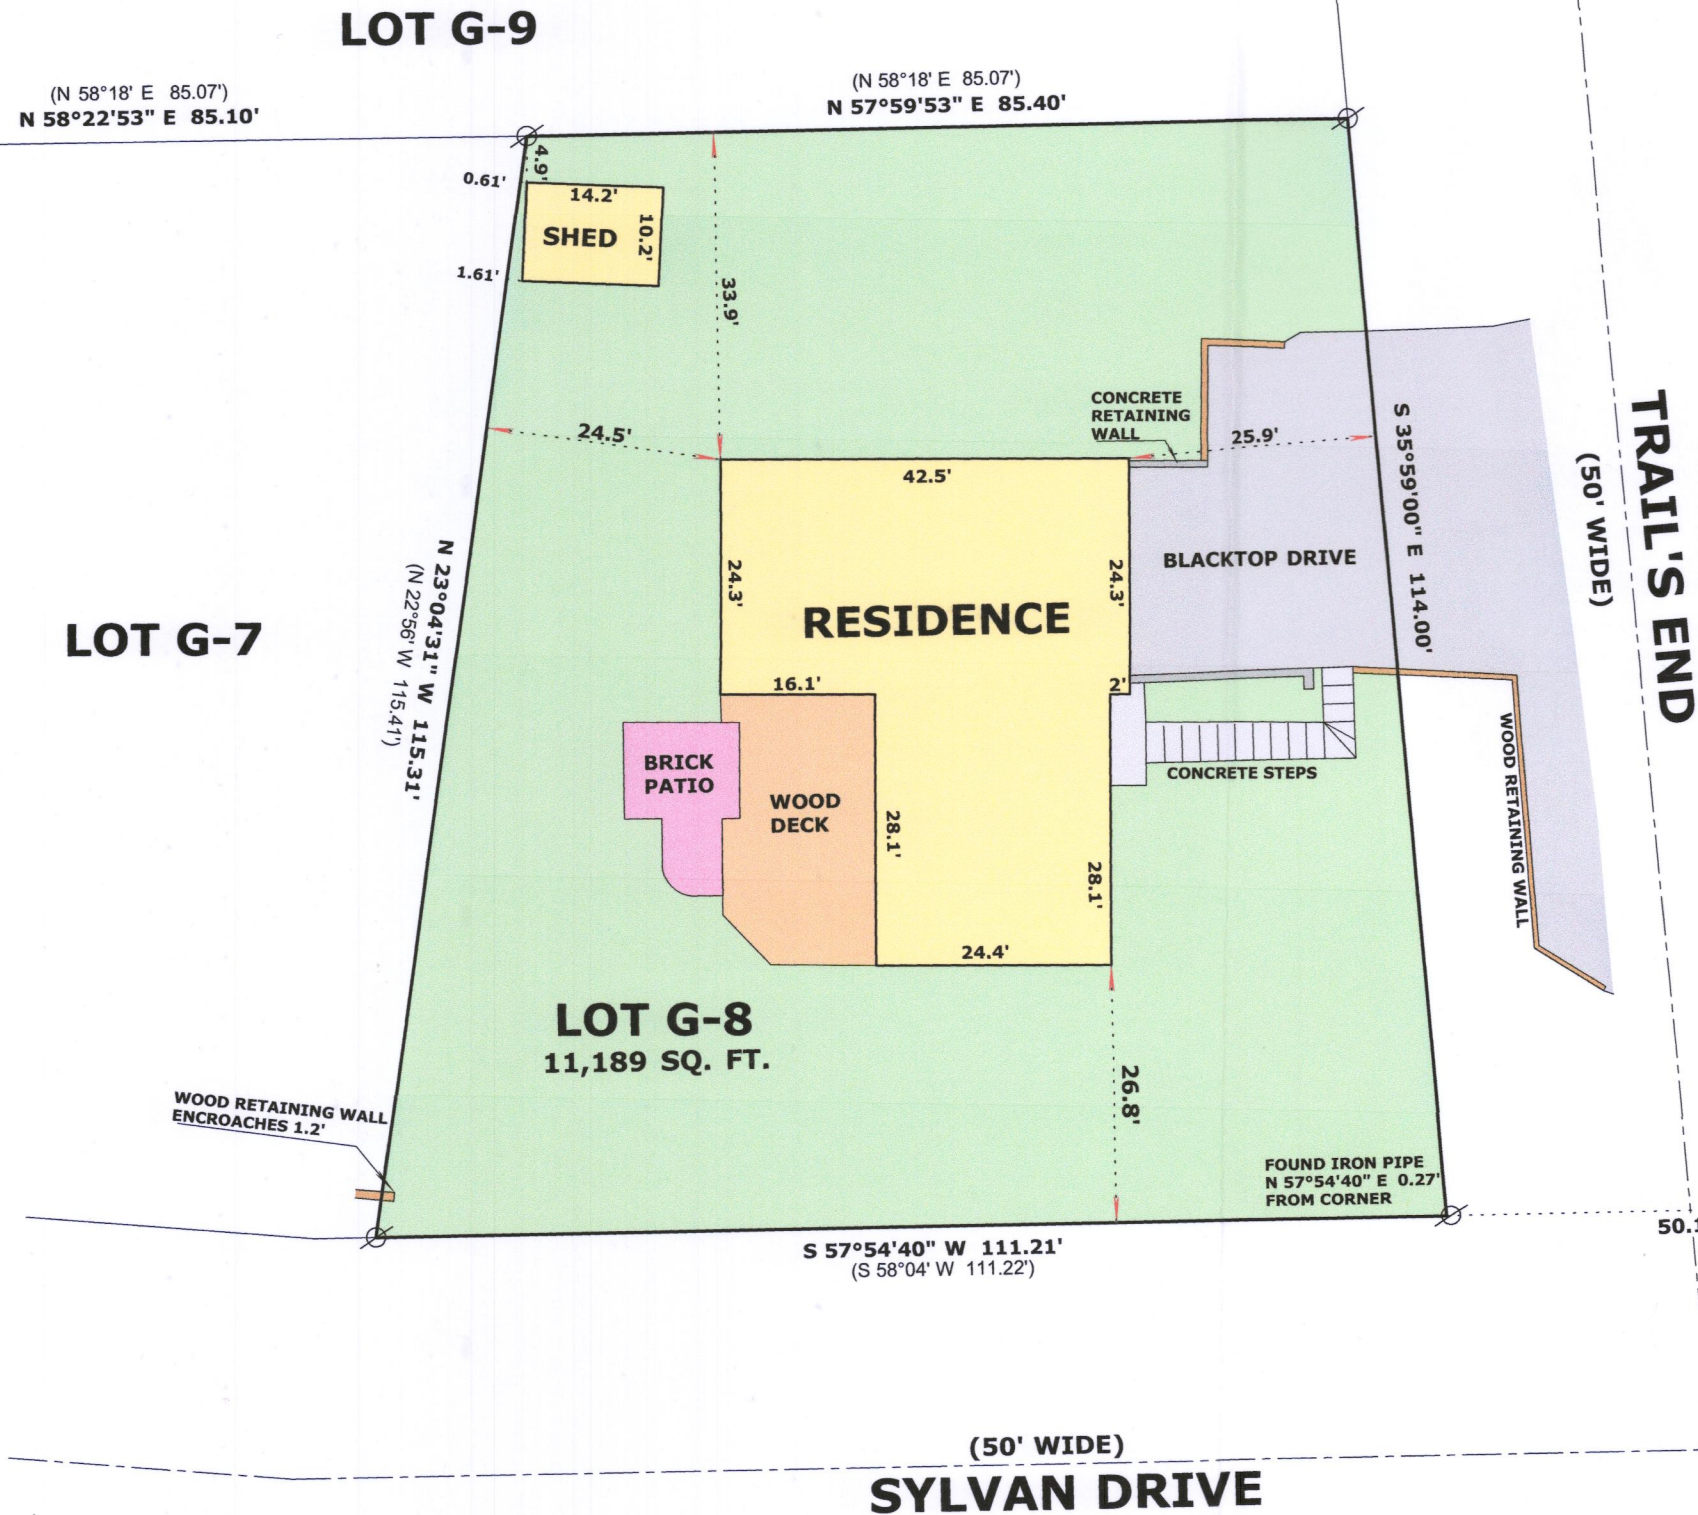 LOT G-9
(N 58°18' E  85.07')
N 58°22'53" E  85.10'
(N 58°18' E  85.07')
N 57°59'53" E  85.40'
4.9'
0.61'
14.2'
10.2'
SHED
1.61'
33.9'
24.5'
CONCRETE
RETAINING
WALL
25.9'
S 35°59'00" E  114.00'
TRAIL'S END
(50' WIDE)
42.5'
24.3'
24.3'
BLACKTOP DRIVE
RESIDENCE
LOT G-7
N 23°04'31" W  115.31'
(N 22°56' W  115.41')
16.1'
2'
BRICK
PATIO
WOOD
DECK
CONCRETE STEPS
WOOD RETAINING WALL
28.1'
28.1'
24.4'
LOT G-8
11,189 SQ. FT.
26.8'
WOOD RETAINING WALL
ENCROACHES 1.2'
FOUND IRON PIPE
N 57°54'40" E  0.27'
FROM CORNER
50.1
S 57°54'40" W  111.21'
(S 58°04' W  111.22')
(50' WIDE)
SYLVAN DRIVE